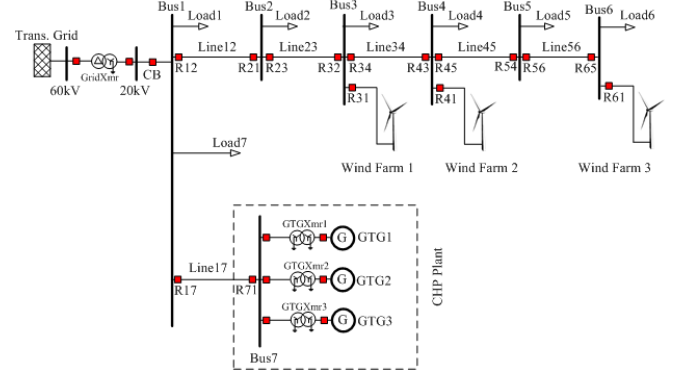 Bus1 Bus2 Bus3 Bus4 Bus5 Bus6
Load1 Load2 Load3 Load4 Load5 Load6
Trans. Grid
Line12 Line23 Line34 Line45 Line56
GridXmr CB R12 R21 R23 R32 R34 R43 R45 R54 R56 R65
60kV 20kV
R31 R41 R61
Load7
Wind Farm 1 Wind Farm 2 Wind Farm 3
GTGXmr1
G GTG1
Line17
GTGXmr2
R17 R71 G GTG2
GTGXmr3
G GTG3
CHP Plant
Bus7